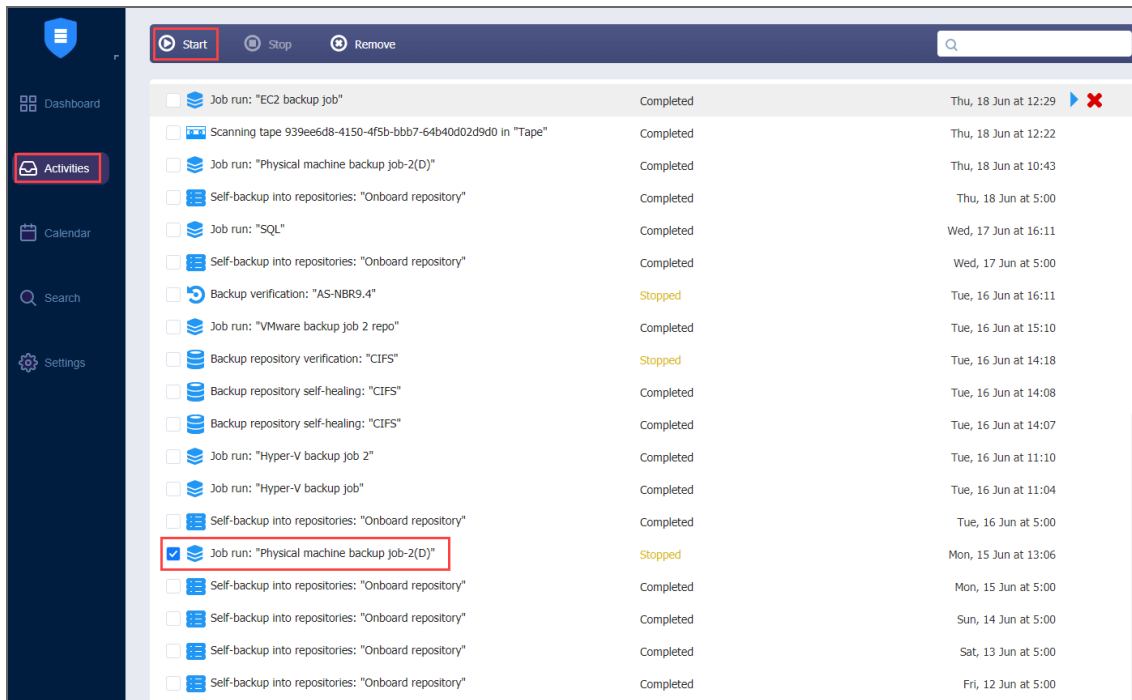 Start Stop Remove
Dashboard
Activities
Calendar
Search
Settings
Job run: "EC2 backup job" Completed Thu, 18 Jun at 12:29
Scanning tape 939ee6d8-4150-4f5b-bbb7-64b40d02d9d0 in "Tape" Completed Thu, 18 Jun at 12:22
Job run: "Physical machine backup job-2(D)" Completed Thu, 18 Jun at 10:43
Self-backup into repositories: "Onboard repository" Completed Thu, 18 Jun at 5:00
Job run: "SQL" Completed Wed, 17 Jun at 16:11
Self-backup into repositories: "Onboard repository" Completed Wed, 17 Jun at 5:00
Backup verification: "AS-NBR9.4" Stopped Tue, 16 Jun at 16:11
Job run: "VMware backup job 2 repo" Completed Tue, 16 Jun at 15:10
Backup repository verification: "CIFS" Stopped Tue, 16 Jun at 14:18
Backup repository self-healing: "CIFS" Completed Tue, 16 Jun at 14:08
Backup repository self-healing: "CIFS" Completed Tue, 16 Jun at 14:07
Job run: "Hyper-V backup job 2" Completed Tue, 16 Jun at 11:10
Job run: "Hyper-V backup job" Completed Tue, 16 Jun at 11:04
Self-backup into repositories: "Onboard repository" Completed Tue, 16 Jun at 5:00
Job run: "Physical machine backup job-2(D)" Stopped Mon, 15 Jun at 13:06
Self-backup into repositories: "Onboard repository" Completed Mon, 15 Jun at 5:00
Self-backup into repositories: "Onboard repository" Completed Sun, 14 Jun at 5:00
Self-backup into repositories: "Onboard repository" Completed Sat, 13 Jun at 5:00
Self-backup into repositories: "Onboard repository" Completed Fri, 12 Jun at 5:00